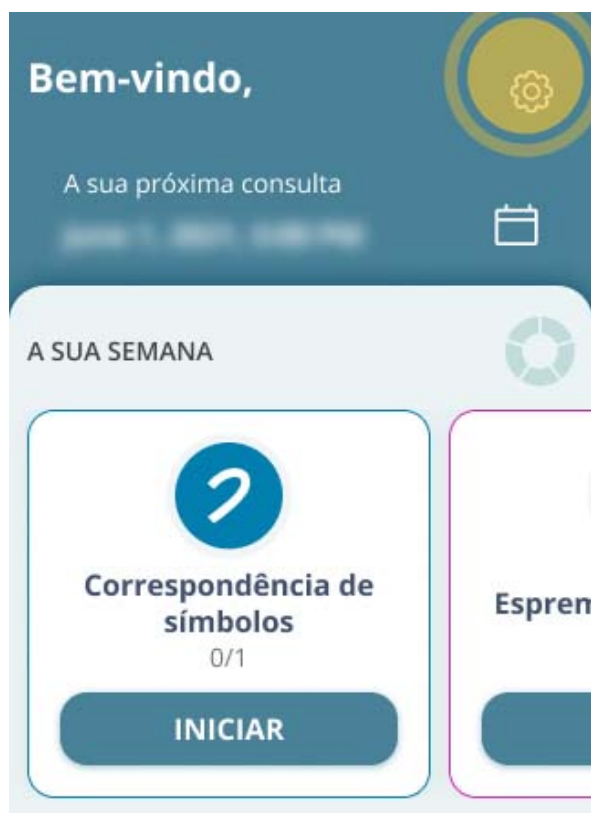 Bem-vindo,
A sua próxima consulta
A SUA SEMANA
Correspondência de
símbolos
0/1
INICIAR
Esprem